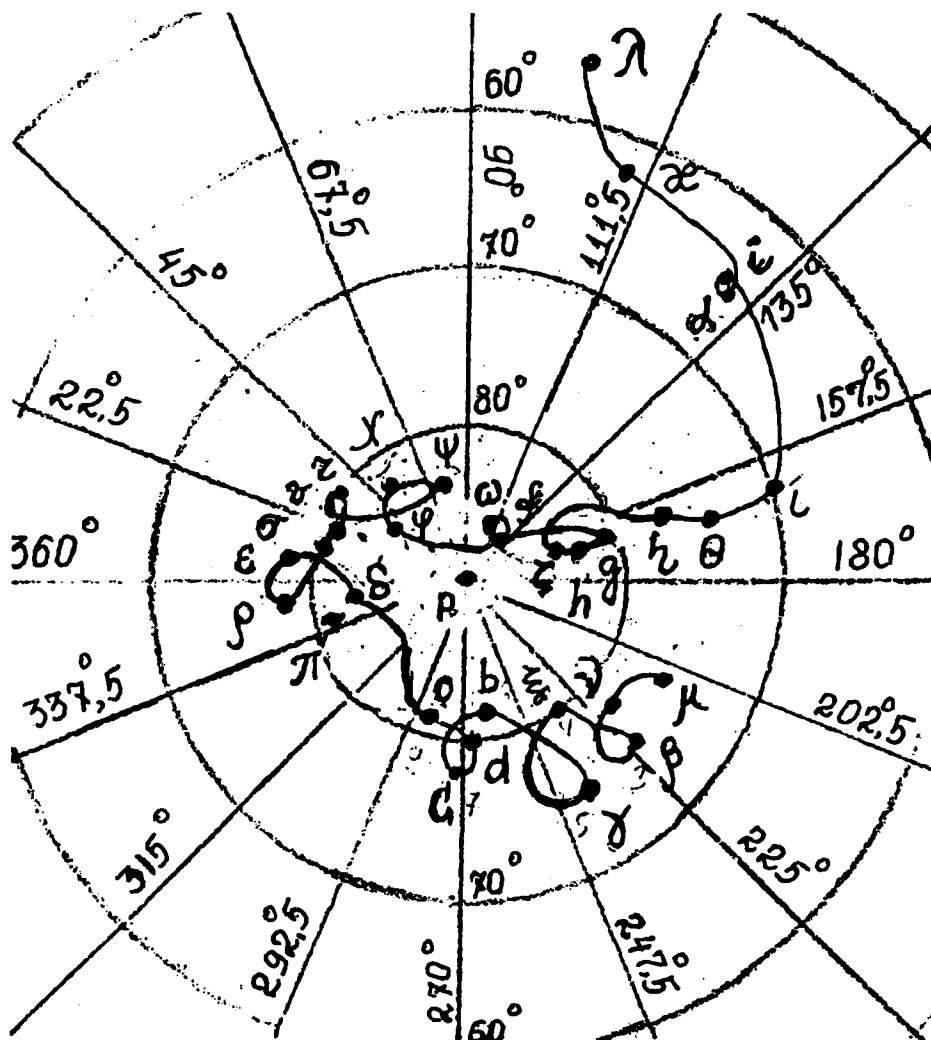 λ
60°
90°
67,5°
ϰ
111,5°
70°
45°
i
α
135°
22,5°
80°
157,5°
χ
ψ
τ
υ
ω
i
σ
φ
360°
ε
ζ
g
h
θ
180°
δ
P
h
ρ
π
337,5°
o
b
ν
μ
202,5°
β
d
C
γ
315°
225°
70°
292,5°
247,5°
270°
60°